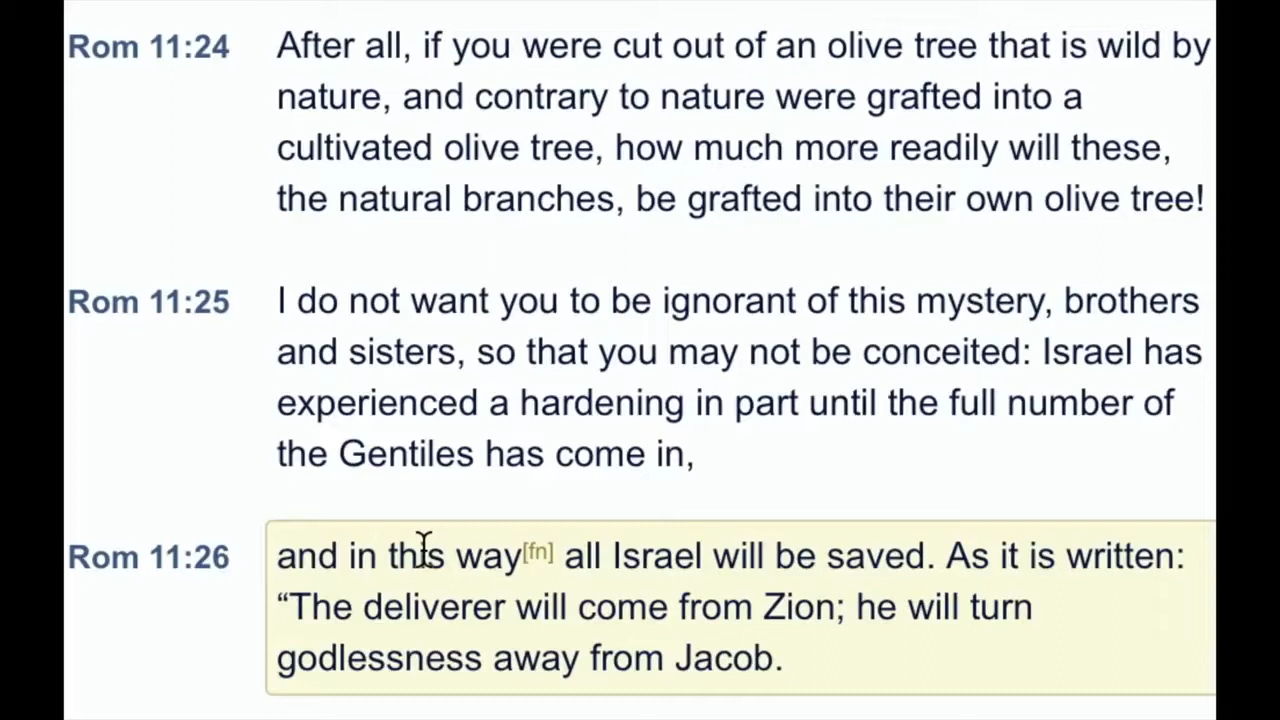 Rom 11:24 After all, if you were cut out of an olive tree that is wild by
nature, and contrary to nature were grafted into a
cultivated olive tree, how much more readily will these,
the natural branches, be grafted into their own olive tree!
Rom 11:25 I do not want you to be ignorant of this mystery, brothers
and sisters, so that you may not be conceited: Israel has
experienced a hardening in part until the full number of
the Gentiles has come in,
Rom 11:26 and in this way[fn] all Israel will be saved. As it is written:
“The deliverer will come from Zion; he will turn
godlessness away from Jacob.